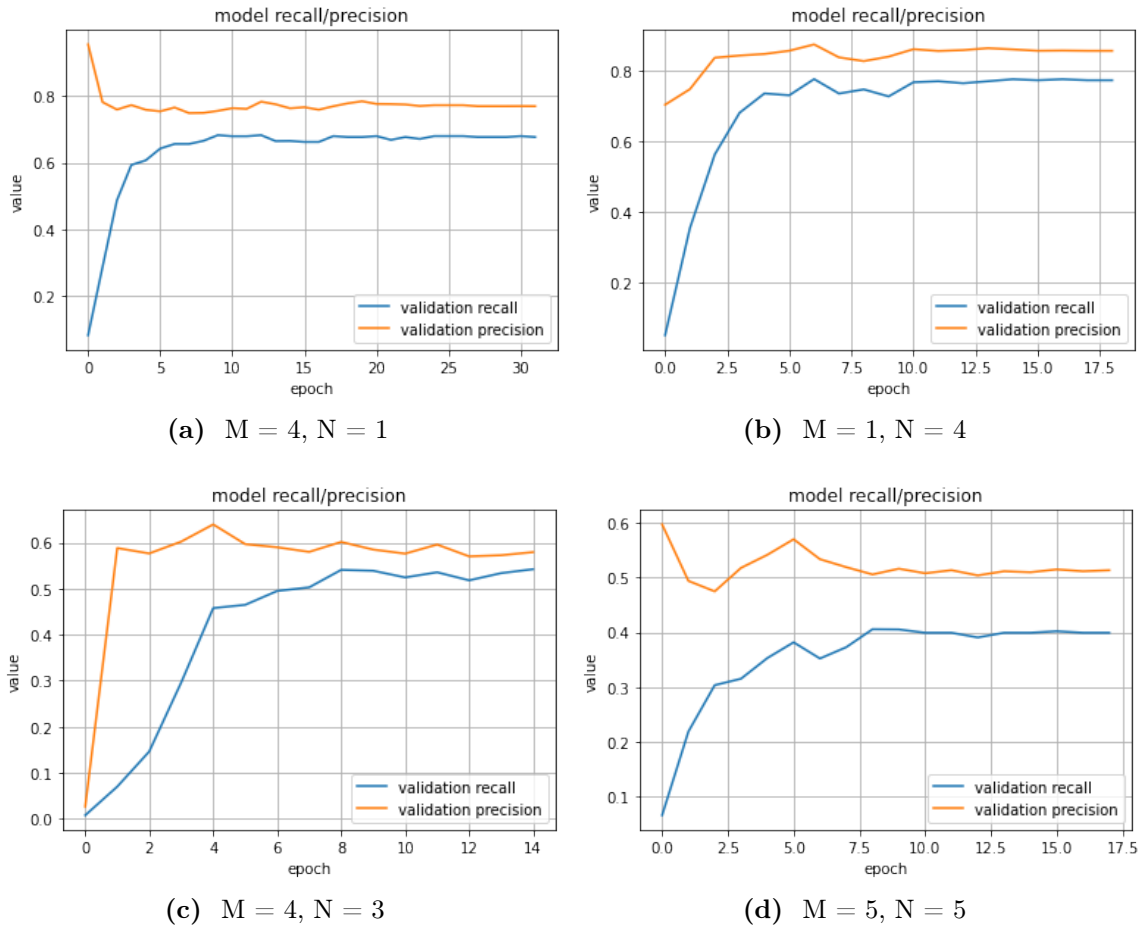 model recall/precision
value
0.8
0.6
0.4
0.2
validation recall
validation precision
0 5 10 15 20 25 30
epoch
(a) M = 4, N = 1
model recall/precision
value
0.8
0.6
0.4
0.2
validation recall
validation precision
0.0 2.5 5.0 7.5 10.0 12.5 15.0 17.5
epoch
(b) M = 1, N = 4
model recall/precision
value
0.6
0.5
0.4
0.3
0.2
0.1
0.0
validation recall
validation precision
0 2 4 6 8 10 12 14
epoch
(c) M = 4, N = 3
model recall/precision
value
0.6
0.5
0.4
0.3
0.2
0.1
validation recall
validation precision
0.0 2.5 5.0 7.5 10.0 12.5 15.0 17.5
epoch
(d) M = 5, N = 5